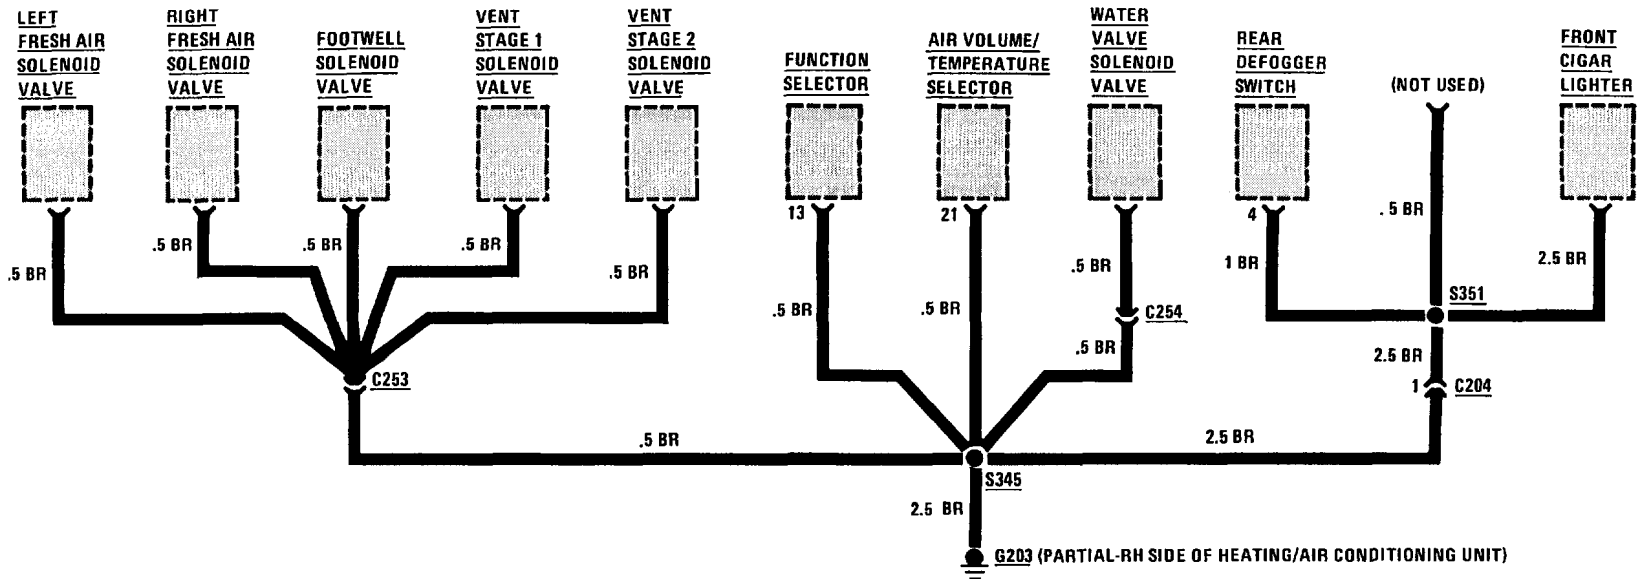 LEFT
FRESH AIR
SOLENOID
VALVE
RIGHT
FRESH AIR
SOLENOID
VALVE
FOOTWELL
SOLENOID
VALVE
VENT
STAGE 1
SOLENOID
VALVE
VENT
STAGE 2
SOLENOID
VALVE
FUNCTION
SELECTOR
AIR VOLUME/
TEMPERATURE
SELECTOR
WATER
VALVE
SOLENOID
VALVE
REAR
DEFOGGER
SWITCH
(NOT USED)
FRONT
CIGAR
LIGHTER
13
21
4
.5 BR
.5 BR
.5 BR
.5 BR
.5 BR
.5 BR
.5 BR
.5 BR
1 BR
.5 BR
2.5 BR
C254
S351
.5 BR
2.5 BR
C253
1
C204
.5 BR
2.5 BR
S345
2.5 BR
G203 (PARTIAL-RH SIDE OF HEATING/AIR CONDITIONING UNIT)